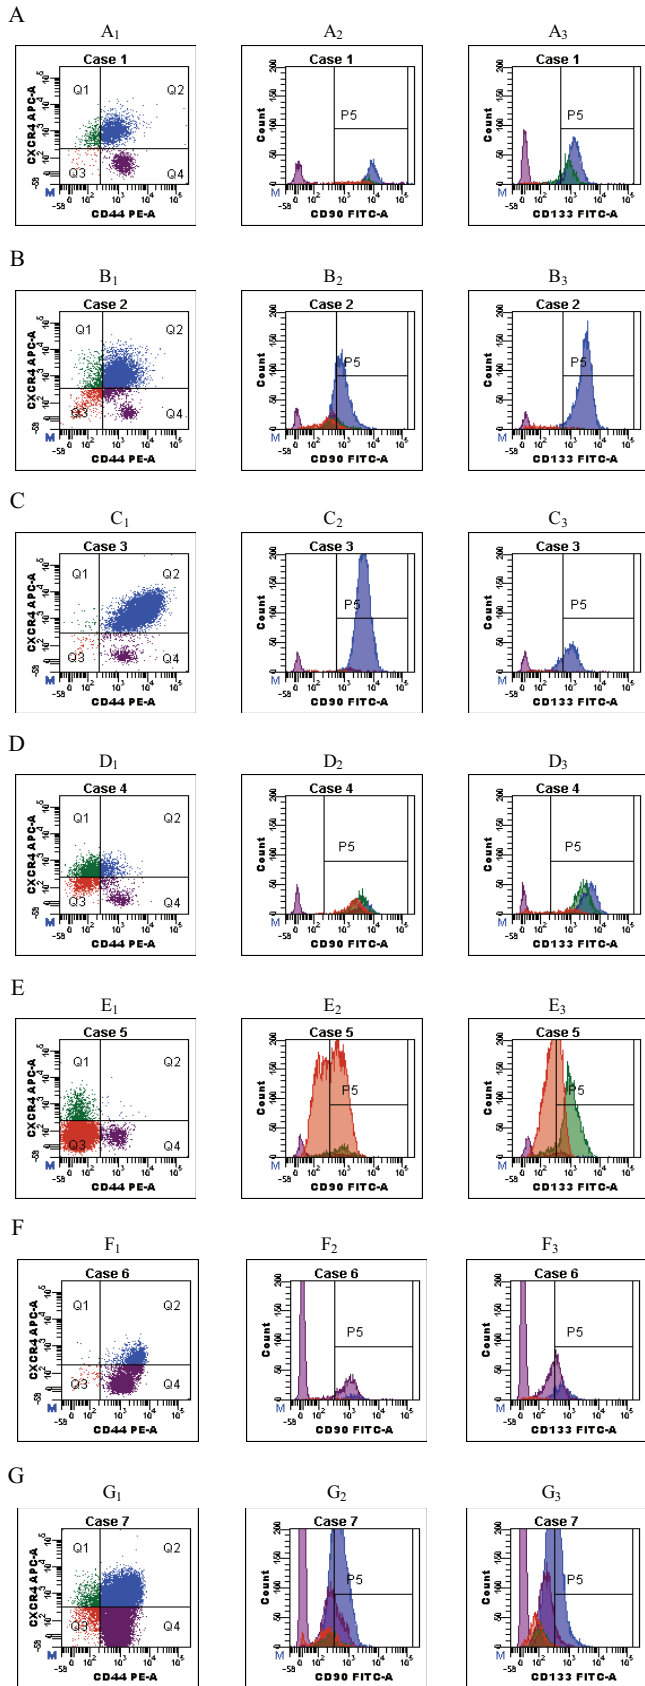 A
A1 A2 A3
Case 1 Case 1 Case 1
Q1 Q2 Q3 Q4
CXCR4 APC-A
CD44 PE-A
P5
Count
CD90 FITC-A
P5
Count
CD133 FITC-A
B
B1 B2 B3
Case 2 Case 2 Case 2
Q1 Q2 Q3 Q4
CXCR4 APC-A
CD44 PE-A
P5
Count
CD90 FITC-A
P5
Count
CD133 FITC-A
C
C1 C2 C3
Case 3 Case 3 Case 3
Q1 Q2 Q3 Q4
CXCR4 APC-A
CD44 PE-A
P5
Count
CD90 FITC-A
P5
Count
CD133 FITC-A
D
D1 D2 D3
Case 4 Case 4 Case 4
Q1 Q2 Q3 Q4
CXCR4 APC-A
CD44 PE-A
P5
Count
CD90 FITC-A
P5
Count
CD133 FITC-A
E
E1 E2 E3
Case 5 Case 5 Case 5
Q1 Q2 Q3 Q4
CXCR4 APC-A
CD44 PE-A
P5
Count
CD90 FITC-A
P5
Count
CD133 FITC-A
F
F1 F2 F3
Case 6 Case 6 Case 6
Q1 Q2 Q3 Q4
CXCR4 APC-A
CD44 PE-A
P5
Count
CD90 FITC-A
P5
Count
CD133 FITC-A
G
G1 G2 G3
Case 7 Case 7 Case 7
Q1 Q2 Q3 Q4
CXCR4 APC-A
CD44 PE-A
P5
Count
CD90 FITC-A
P5
Count
CD133 FITC-A